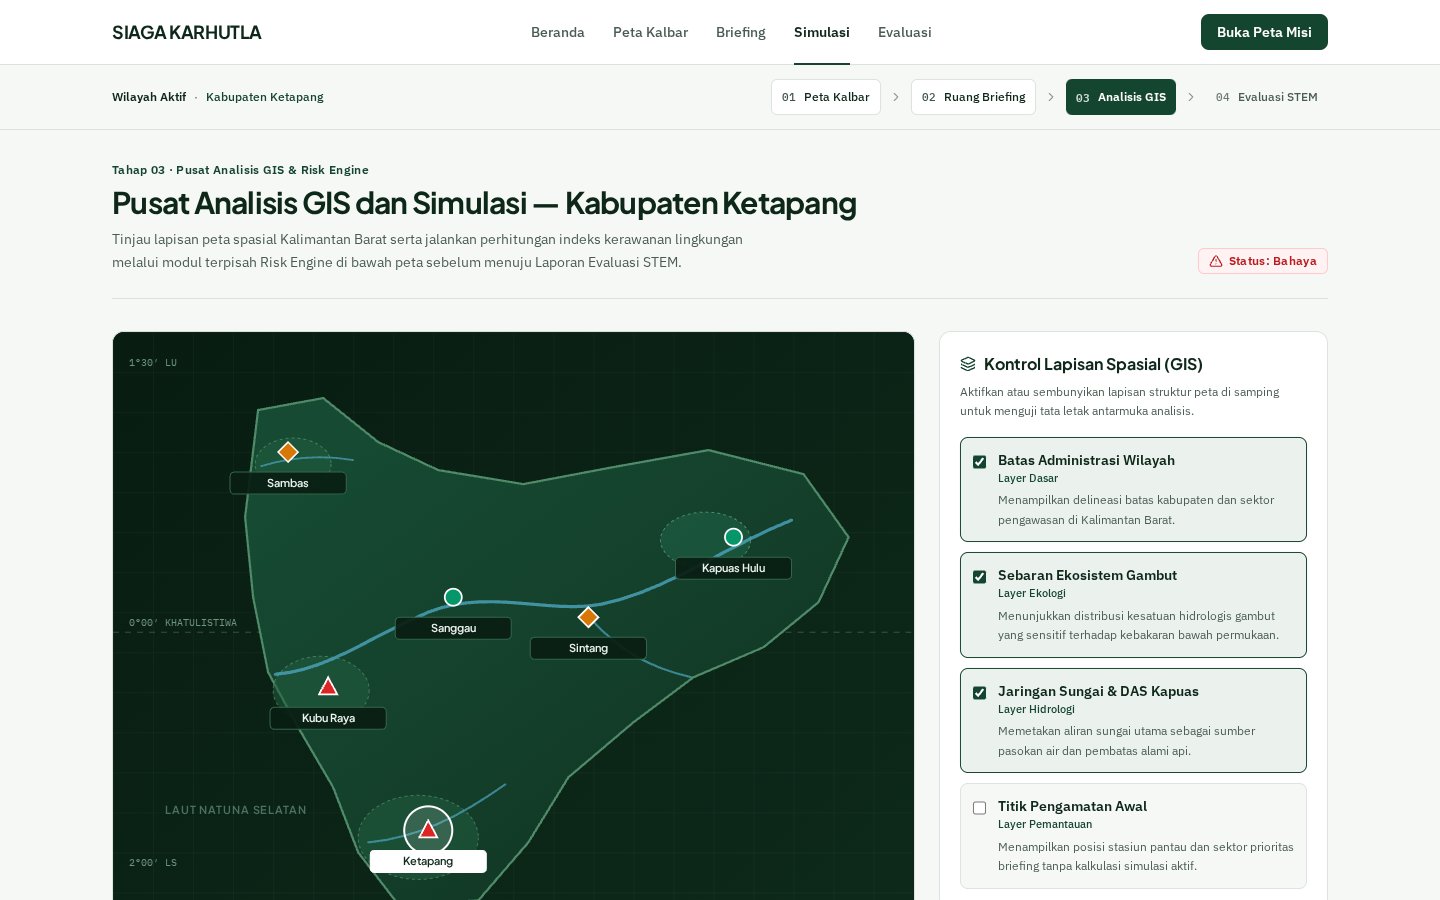 SIAGA KARHUTLA
Beranda
Peta Kalbar
Briefing
Simulasi
Evaluasi
Buka Peta Misi
Wilayah Aktif · Kabupaten Ketapang
01 Peta Kalbar
02 Ruang Briefing
03 Analisis GIS
04 Evaluasi STEM
Tahap 03 · Pusat Analisis GIS & Risk Engine
Pusat Analisis GIS dan Simulasi — Kabupaten Ketapang
Tinjau lapisan peta spasial Kalimantan Barat serta jalankan perhitungan indeks kerawanan lingkungan
melalui modul terpisah Risk Engine di bawah peta sebelum menuju Laporan Evaluasi STEM.
Status: Bahaya
1°30′ LU
Sambas
Kapuas Hulu
0°00′ KHATULISTIWA
Sanggau
Sintang
Kubu Raya
LAUT NATUNA SELATAN
Ketapang
2°00′ LS
Kontrol Lapisan Spasial (GIS)
Aktifkan atau sembunyikan lapisan struktur peta di samping
untuk menguji tata letak antarmuka analisis.
Batas Administrasi Wilayah
Layer Dasar
Menampilkan delineasi batas kabupaten dan sektor
pengawasan di Kalimantan Barat.
Sebaran Ekosistem Gambut
Layer Ekologi
Menunjukkan distribusi kesatuan hidrologis gambut
yang sensitif terhadap kebakaran bawah permukaan.
Jaringan Sungai & DAS Kapuas
Layer Hidrologi
Memetakan aliran sungai utama sebagai sumber
pasokan air dan pembatas alami api.
Titik Pengamatan Awal
Layer Pemantauan
Menampilkan posisi stasiun pantau dan sektor prioritas
briefing tanpa kalkulasi simulasi aktif.